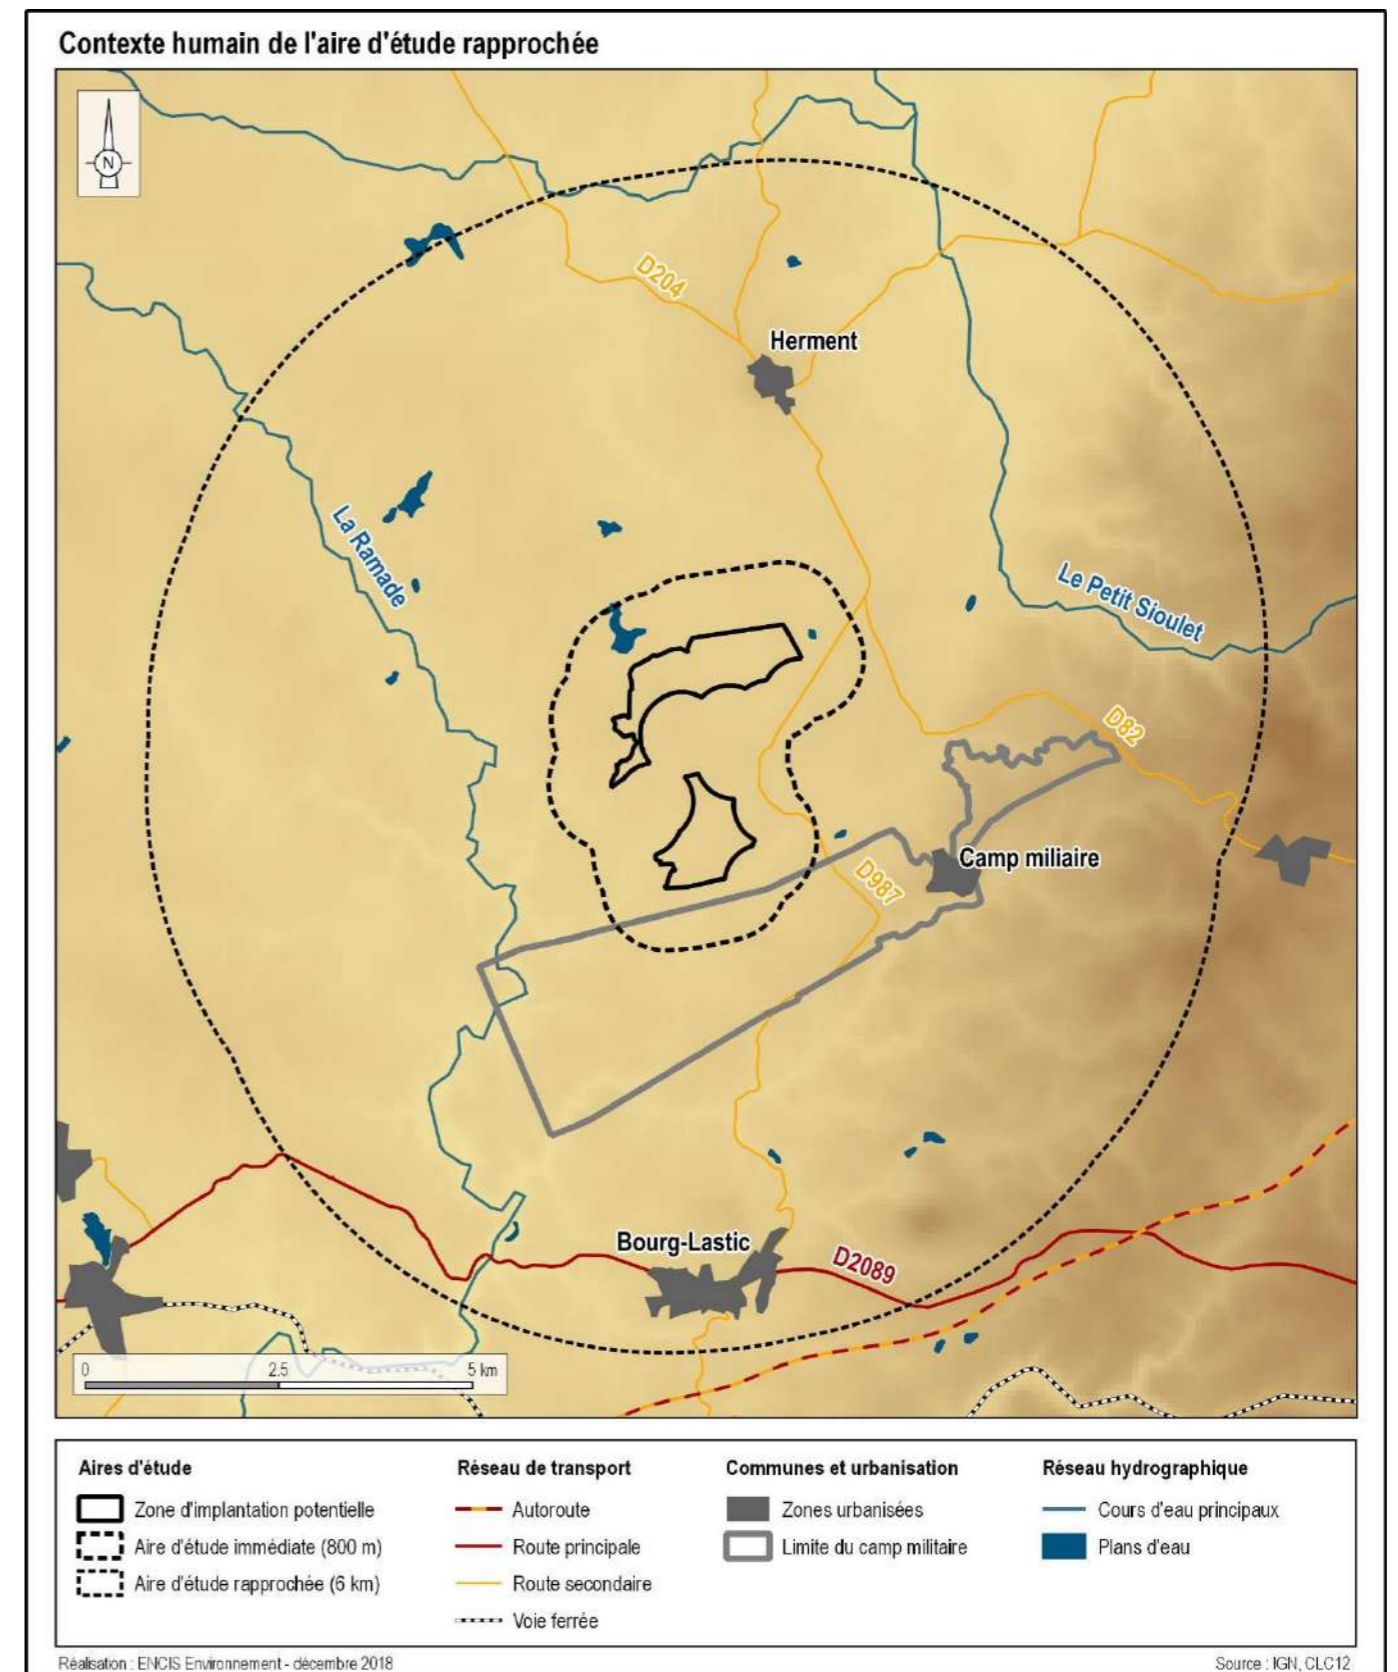 Contexte humain de l'aire d'étude rapprochée
N
D204
Herment
La Ramade
Le Petit Sioulet
D82
Camp miliaire
D987
Bourg-Lastic
D2089
0 2.5 5 km
Aires d'étude
Zone d'implantation potentielle
Aire d'étude immédiate (800 m)
Aire d'étude rapprochée (6 km)
Réseau de transport
Autoroute
Route principale
Route secondaire
Voie ferrée
Communes et urbanisation
Zones urbanisées
Limite du camp militaire
Réseau hydrographique
Cours d'eau principaux
Plans d'eau
Réalisation : ENCIS Environnement - décembre 2018
Source : IGN, CLC12